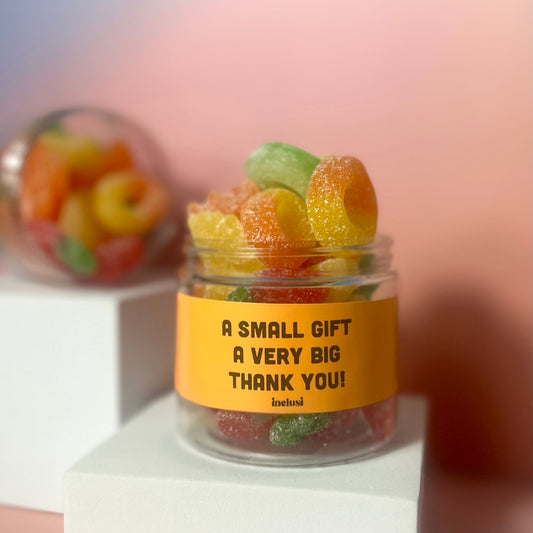 A SMALL GIFT
A VERY BIG
THANK YOU!
inclusi